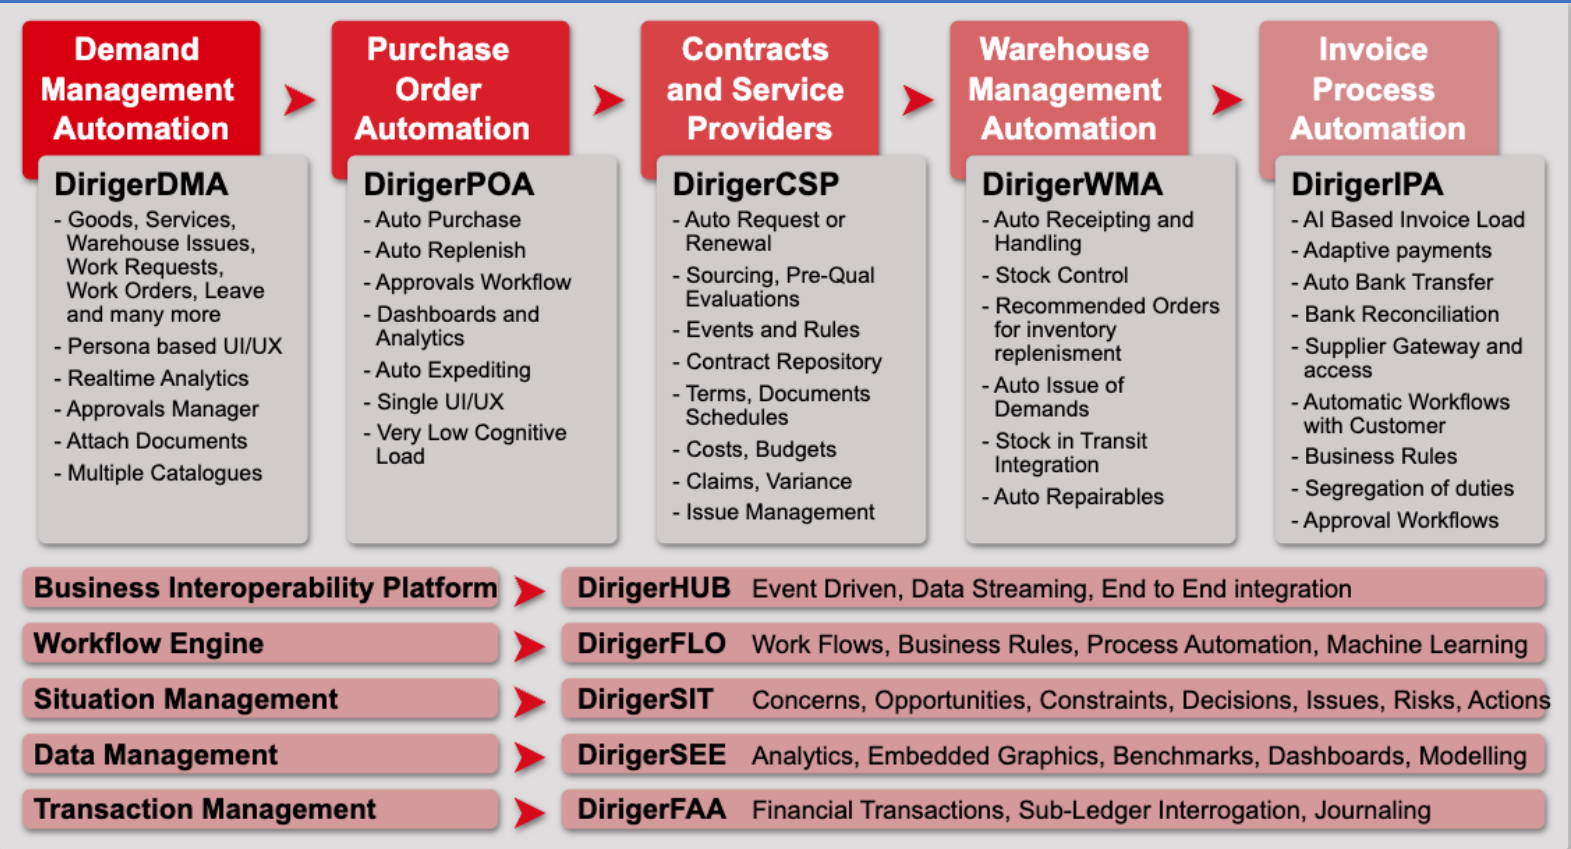 Demand
Management
Automation
DirigerDMA
- Goods, Services,
Warehouse Issues,
Work Requests,
Work Orders, Leave
and many more
- Persona based UI/UX
- Realtime Analytics
- Approvals Manager
- Attach Documents
- Multiple Catalogues
Purchase
Order
Automation
DirigerPOA
- Auto Purchase
- Auto Replenish
- Approvals Workflow
- Dashboards and
Analytics
- Auto Expediting
- Single UI/UX
- Very Low Cognitive
Load
Contracts
and Service
Providers
DirigerCSP
- Auto Request or
Renewal
- Sourcing, Pre-Qual
Evaluations
- Events and Rules
- Contract Repository
- Terms, Documents
Schedules
- Costs, Budgets
- Claims, Variance
- Issue Management
Warehouse
Management
Automation
DirigerWMA
- Auto Receipting and
Handling
- Stock Control
- Recommended Orders
for inventory
replenisment
- Auto Issue of
Demands
- Stock in Transit
Integration
- Auto Repairables
Invoice
Process
Automation
DirigerIPA
- AI Based Invoice Load
- Adaptive payments
- Auto Bank Transfer
- Bank Reconciliation
- Supplier Gateway and
access
- Automatic Workflows
with Customer
- Business Rules
- Segregation of duties
- Approval Workflows
Business Interoperability Platform DirigerHUB Event Driven, Data Streaming, End to End integration
Workflow Engine DirigerFLO Work Flows, Business Rules, Process Automation, Machine Learning
Situation Management DirigerSIT Concerns, Opportunities, Constraints, Decisions, Issues, Risks, Actions
Data Management DirigerSEE Analytics, Embedded Graphics, Benchmarks, Dashboards, Modelling
Transaction Management DirigerFAA Financial Transactions, Sub-Ledger Interrogation, Journaling